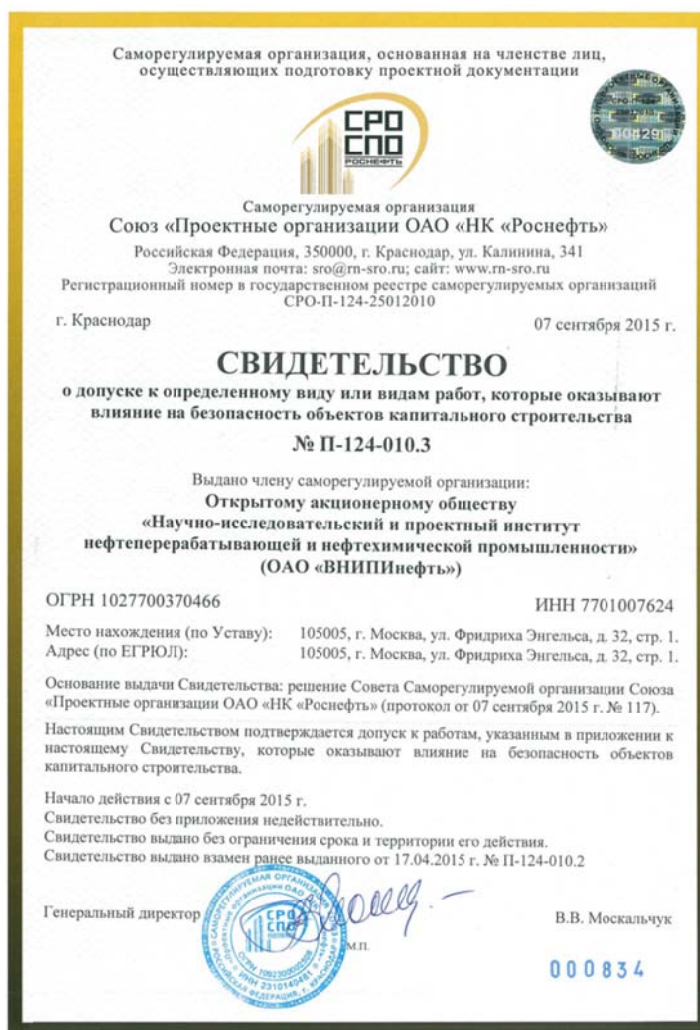 Саморегулируемая организация, основанная на членстве лиц,
осуществляющих подготовку проектной документации
СРО
СПО
РОСНЕФТЬ
00429
Саморегулируемая организация
Союз «Проектные организации ОАО «НК «Роснефть»
Российская Федерация, 350000, г. Краснодар, ул. Калинина, 341
Электронная почта: sro@rn-sro.ru; сайт: www.rn-sro.ru
Регистрационный номер в государственном реестре саморегулируемых организаций
СРО-П-124-25012010
г. Краснодар 07 сентября 2015 г.
СВИДЕТЕЛЬСТВО
о допуске к определенному виду или видам работ, которые оказывают
влияние на безопасность объектов капитального строительства
№ П-124-010.3
Выдано члену саморегулируемой организации:
Открытому акционерному обществу
«Научно-исследовательский и проектный институт
нефтеперерабатывающей и нефтехимической промышленности»
(ОАО «ВНИПИнефть»)
ОГРН 1027700370466 ИНН 7701007624
Место нахождения (по Уставу): 105005, г. Москва, ул. Фридриха Энгельса, д. 32, стр. 1.
Адрес (по ЕГРЮЛ): 105005, г. Москва, ул. Фридриха Энгельса, д. 32, стр. 1.
Основание выдачи Свидетельства: решение Совета Саморегулируемой организации Союза
«Проектные организации ОАО «НК «Роснефть» (протокол от 07 сентября 2015 г. № 117).
Настоящим Свидетельством подтверждается допуск к работам, указанным в приложении к
настоящему Свидетельству, которые оказывают влияние на безопасность объектов
капитального строительства.
Начало действия с 07 сентября 2015 г.
Свидетельство без приложения недействительно.
Свидетельство выдано без ограничения срока и территории его действия.
Свидетельство выдано взамен ранее выданного от 17.04.2015 г. № П-124-010.2
Генеральный директор В.В. Москальчук
СРО
СПО
М.П.
000834